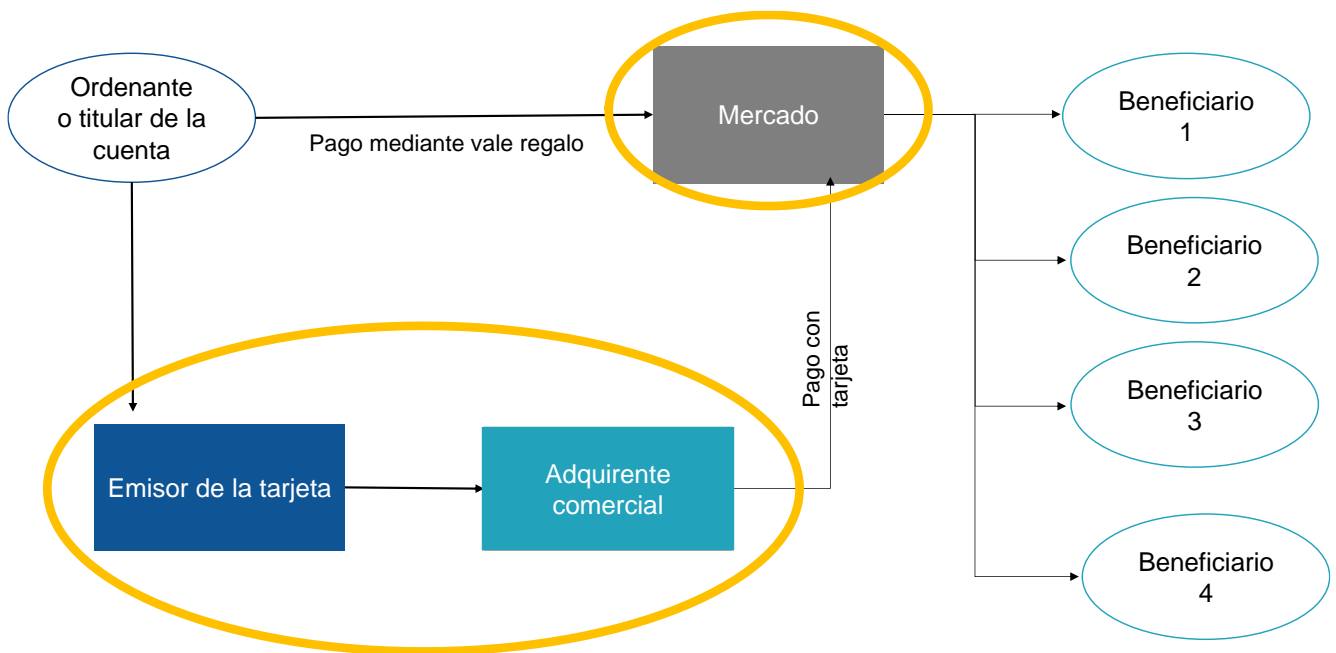 Ordenante
o titular de la
cuenta
Pago mediante vale regalo
Mercado
Beneficiario
1
Beneficiario
2
Beneficiario
3
Beneficiario
4
Pago con
tarjeta
Emisor de la tarjeta
Adquirente
comercial